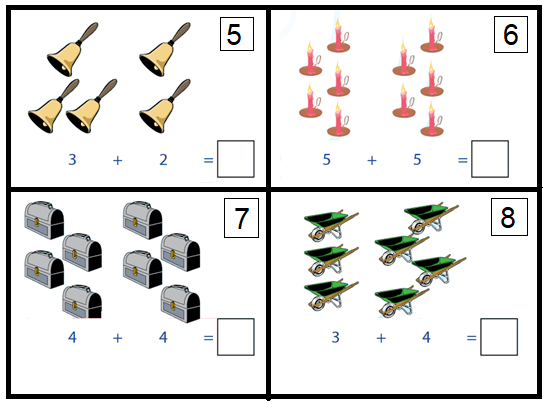 5
3 + 2 =
6
5 + 5 =
7
4 + 4 =
8
3 + 4 =